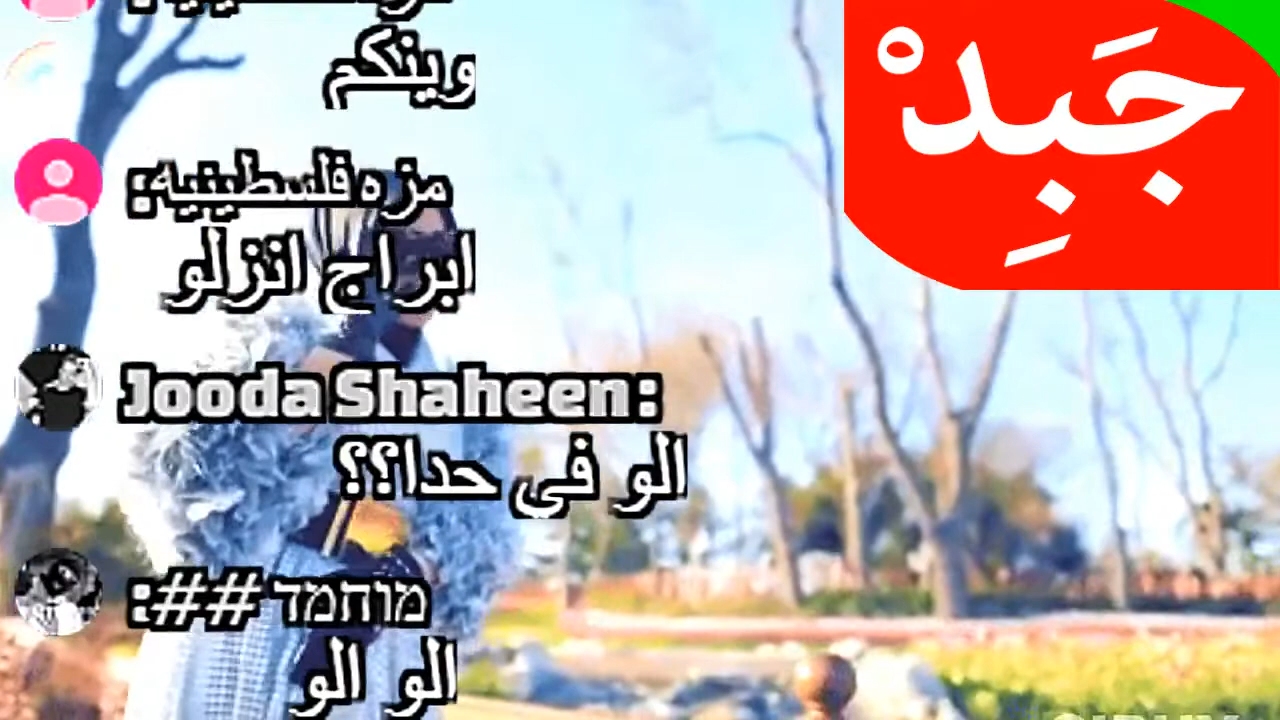 وينكم
جَبِدْ
مزه فلسطينيه:
ابراج انزلو
Jooda Shaheen:
الو في حدا؟؟
מוחמד ##:
الو الو